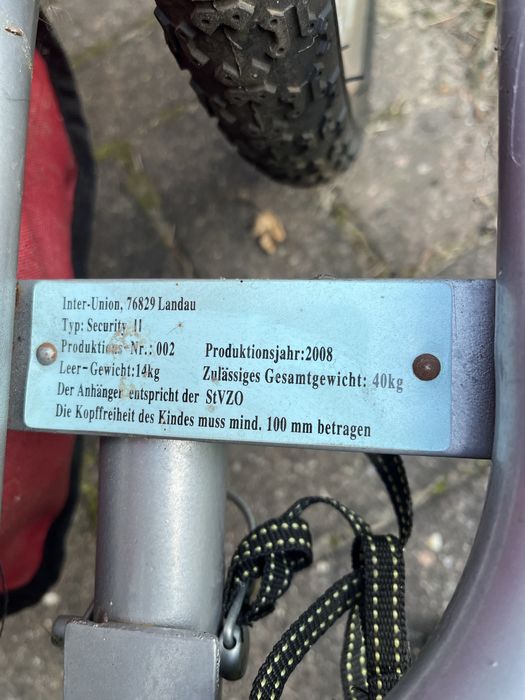 Inter-Union, 76829 Landau
Typ: Security II
Produktions-Nr.: 002 Produktionsjahr:2008
Leer-Gewicht:14kg Zulässiges Gesamtgewicht: 40kg
Der Anhänger entspricht der StVZO
Die Kopffreiheit des Kindes muss mind. 100 mm betragen